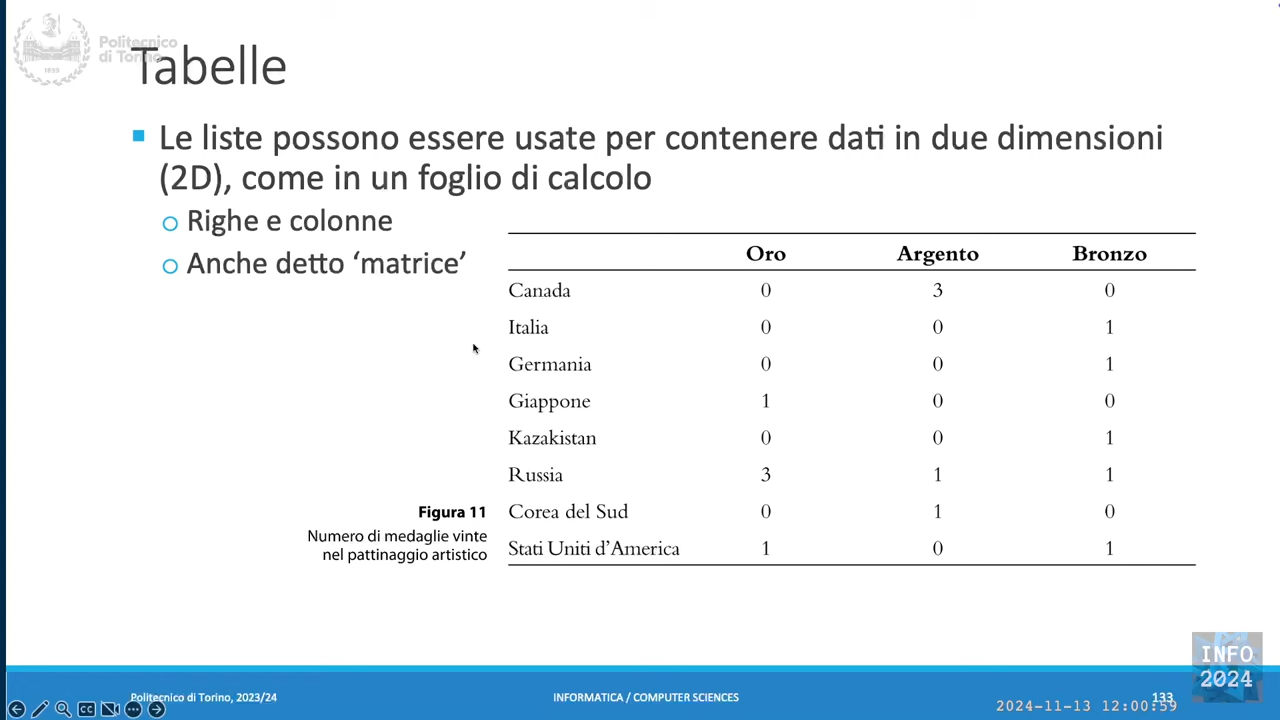 Politecnico
di Torino
1859
Tabelle
Le liste possono essere usate per contenere dati in due dimensioni
(2D), come in un foglio di calcolo
Righe e colonne
Anche detto ‘matrice’
Oro Argento Bronzo
Canada 0 3 0
Italia 0 0 1
Germania 0 0 1
Giappone 1 0 0
Kazakistan 0 0 1
Russia 3 1 1
Corea del Sud 0 1 0
Stati Uniti d’America 1 0 1
Figura 11
Numero di medaglie vinte
nel pattinaggio artistico
INFO
2024
Politecnico di Torino, 2023/24
INFORMATICA / COMPUTER SCIENCES
133
CC
2024-11-13 12:00:59